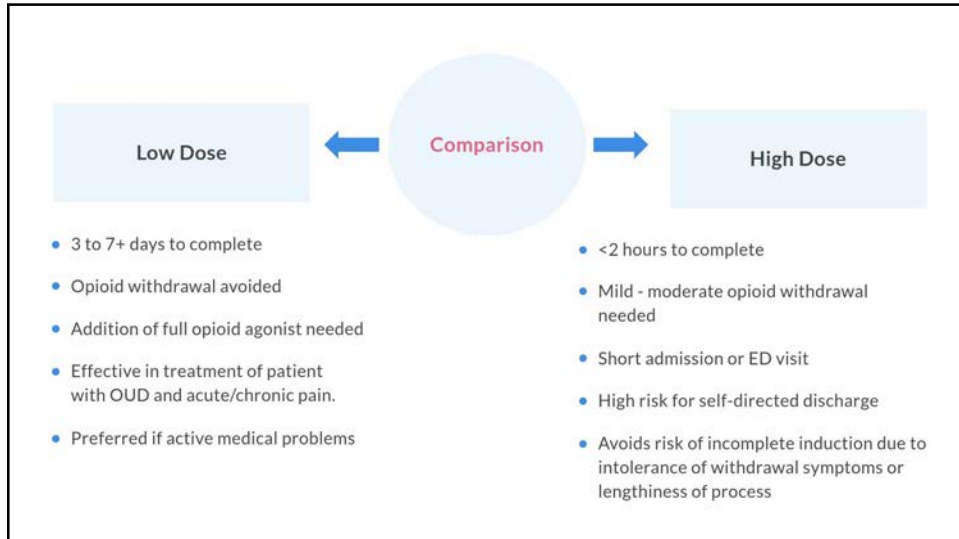 Comparison
Low Dose
3 to 7+ days to complete
Opioid withdrawal avoided
Addition of full opioid agonist needed
Effective in treatment of patient
with OUD and acute/chronic pain.
Preferred if active medical problems
High Dose
<2 hours to complete
Mild - moderate opioid withdrawal
needed
Short admission or ED visit
High risk for self-directed discharge
Avoids risk of incomplete induction due to
intolerance of withdrawal symptoms or
lengthiness of process